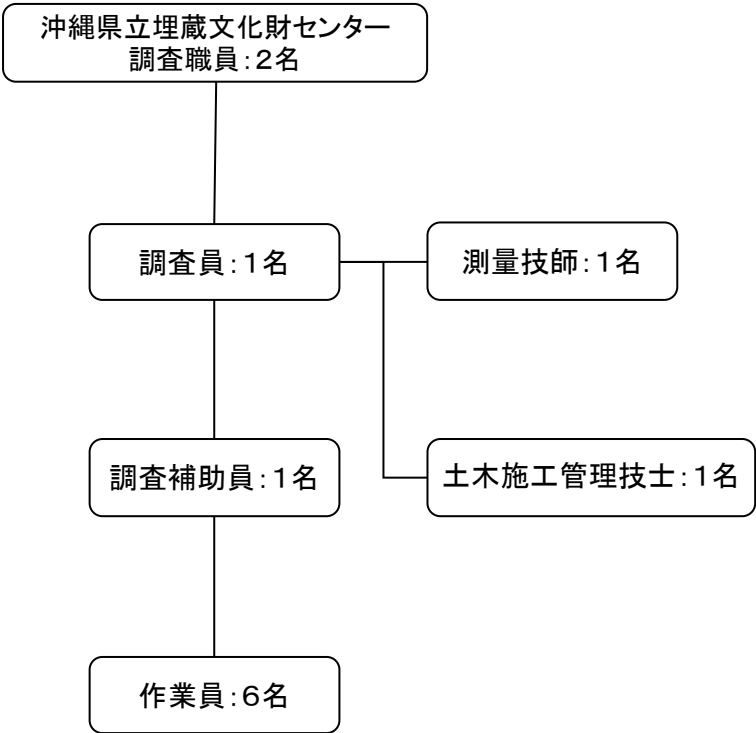 沖縄県立埋蔵文化財センター
調査職員：２名
調査員：１名
測量技師：１名
調査補助員：１名
土木施工管理技士：１名
作業員：６名